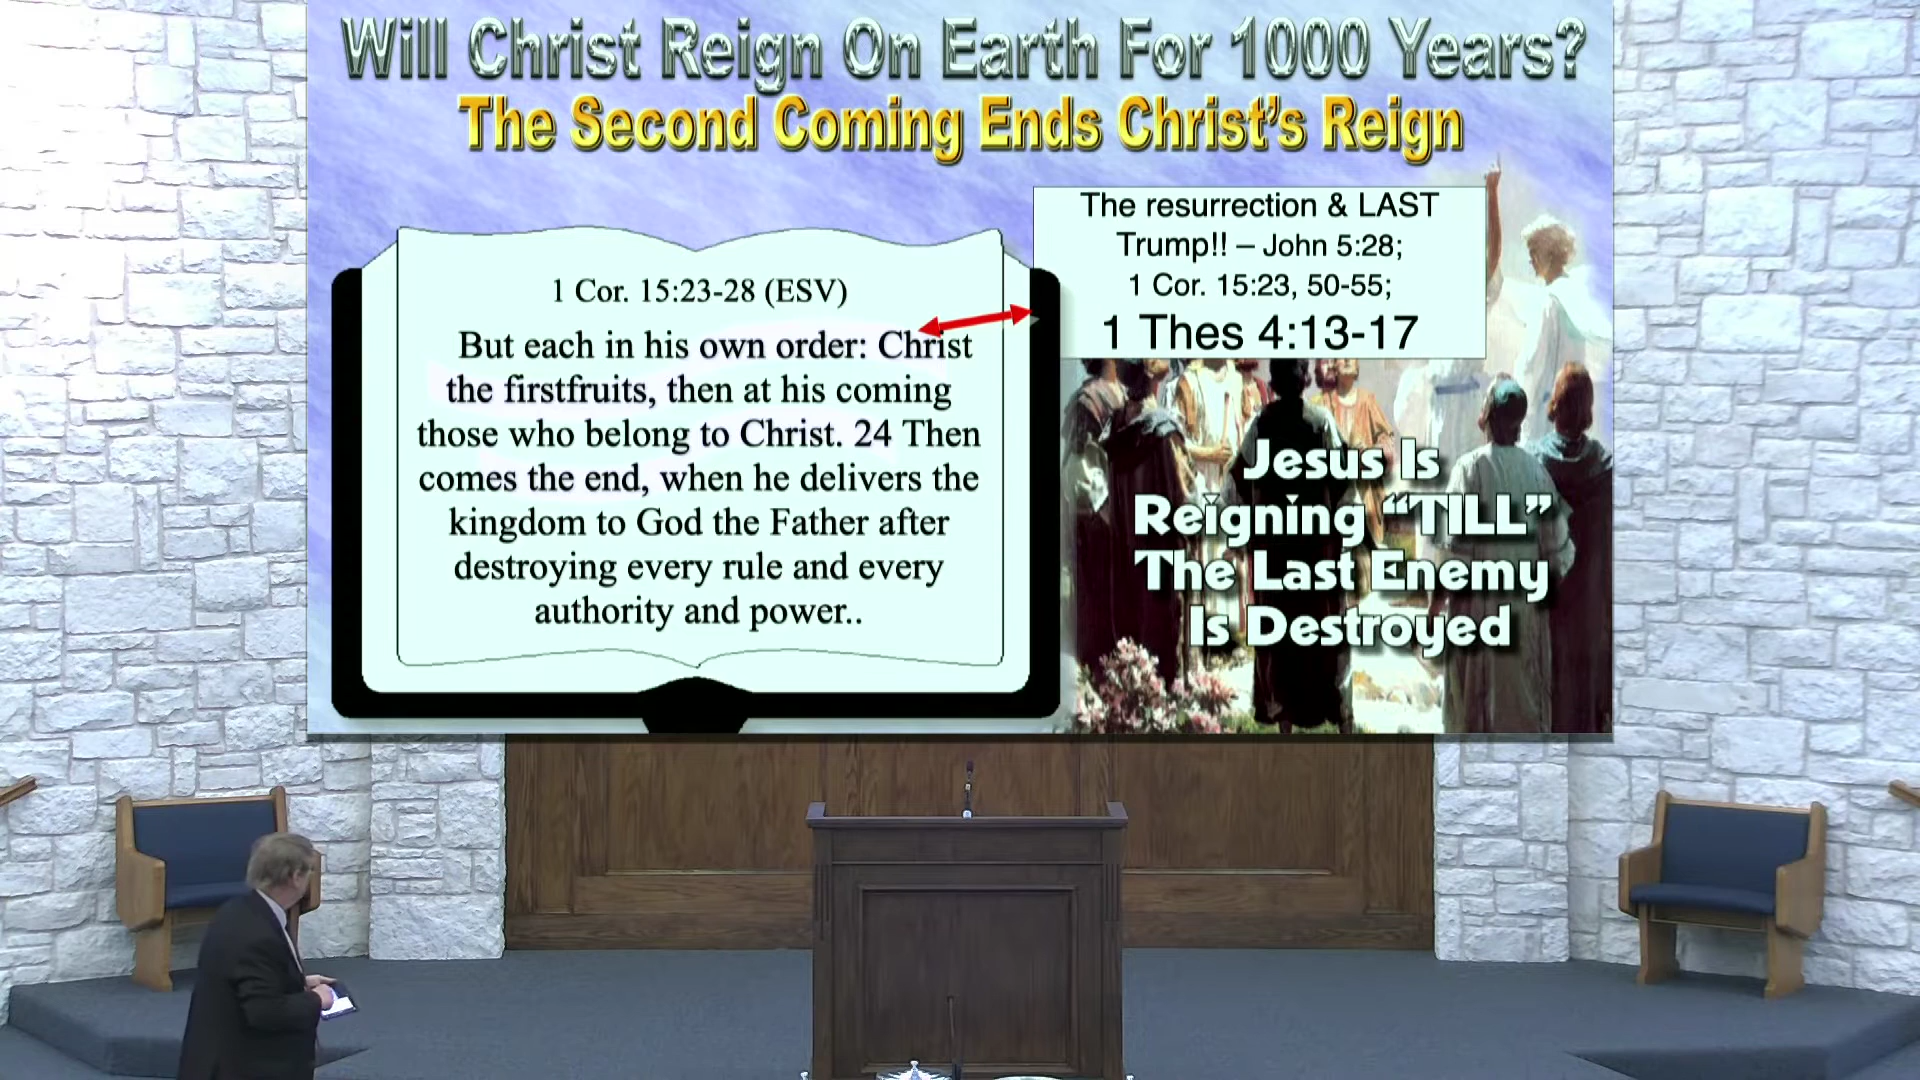 Will Christ Reign On Earth For 1000 Years?
The Second Coming Ends Christ's Reign
1 Cor. 15:23-28 (ESV)
But each in his own order: Christ
the firstfruits, then at his coming
those who belong to Christ. 24 Then
comes the end, when he delivers the
kingdom to God the Father after
destroying every rule and every
authority and power..
The resurrection & LAST
Trump!! – John 5:28;
1 Cor. 15:23, 50-55;
1 Thes 4:13-17
Jesus Is
Reigning “TILL”
The Last Enemy
Is Destroyed